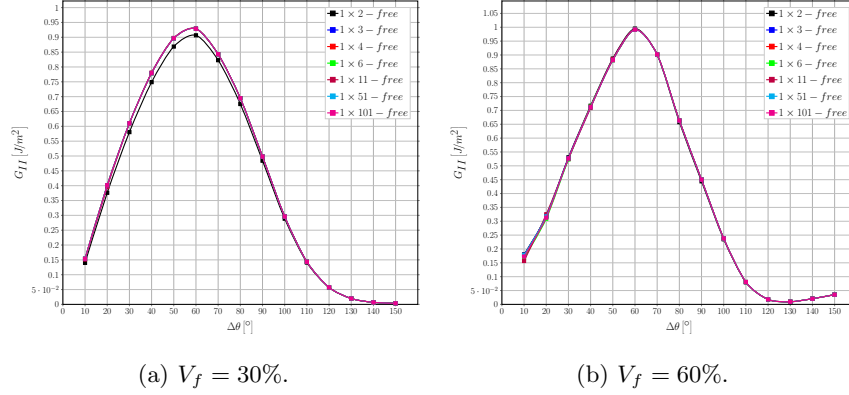 1
0.95
0.9
0.85
0.8
0.75
0.7
0.65
0.6
0.55
0.5
0.45
0.4
0.35
0.3
0.25
0.2
0.15
0.1
5 · 10⁻²
0
G_{II} [J/m²]
10 20 30 40 50 60 70 80 90 100 110 120 130 140 150
Δθ [°]
1 × 2 − free
1 × 3 − free
1 × 4 − free
1 × 6 − free
1 × 11 − free
1 × 51 − free
1 × 101 − free
(a) V_f = 30%.
1.05
1
0.95
0.9
0.85
0.8
0.75
0.7
0.65
0.6
0.55
0.5
0.45
0.4
0.35
0.3
0.25
0.2
0.15
0.1
5 · 10⁻²
0
G_{II} [J/m²]
10 20 30 40 50 60 70 80 90 100 110 120 130 140 150
Δθ [°]
1 × 2 − free
1 × 3 − free
1 × 4 − free
1 × 6 − free
1 × 11 − free
1 × 51 − free
1 × 101 − free
(b) V_f = 60%.